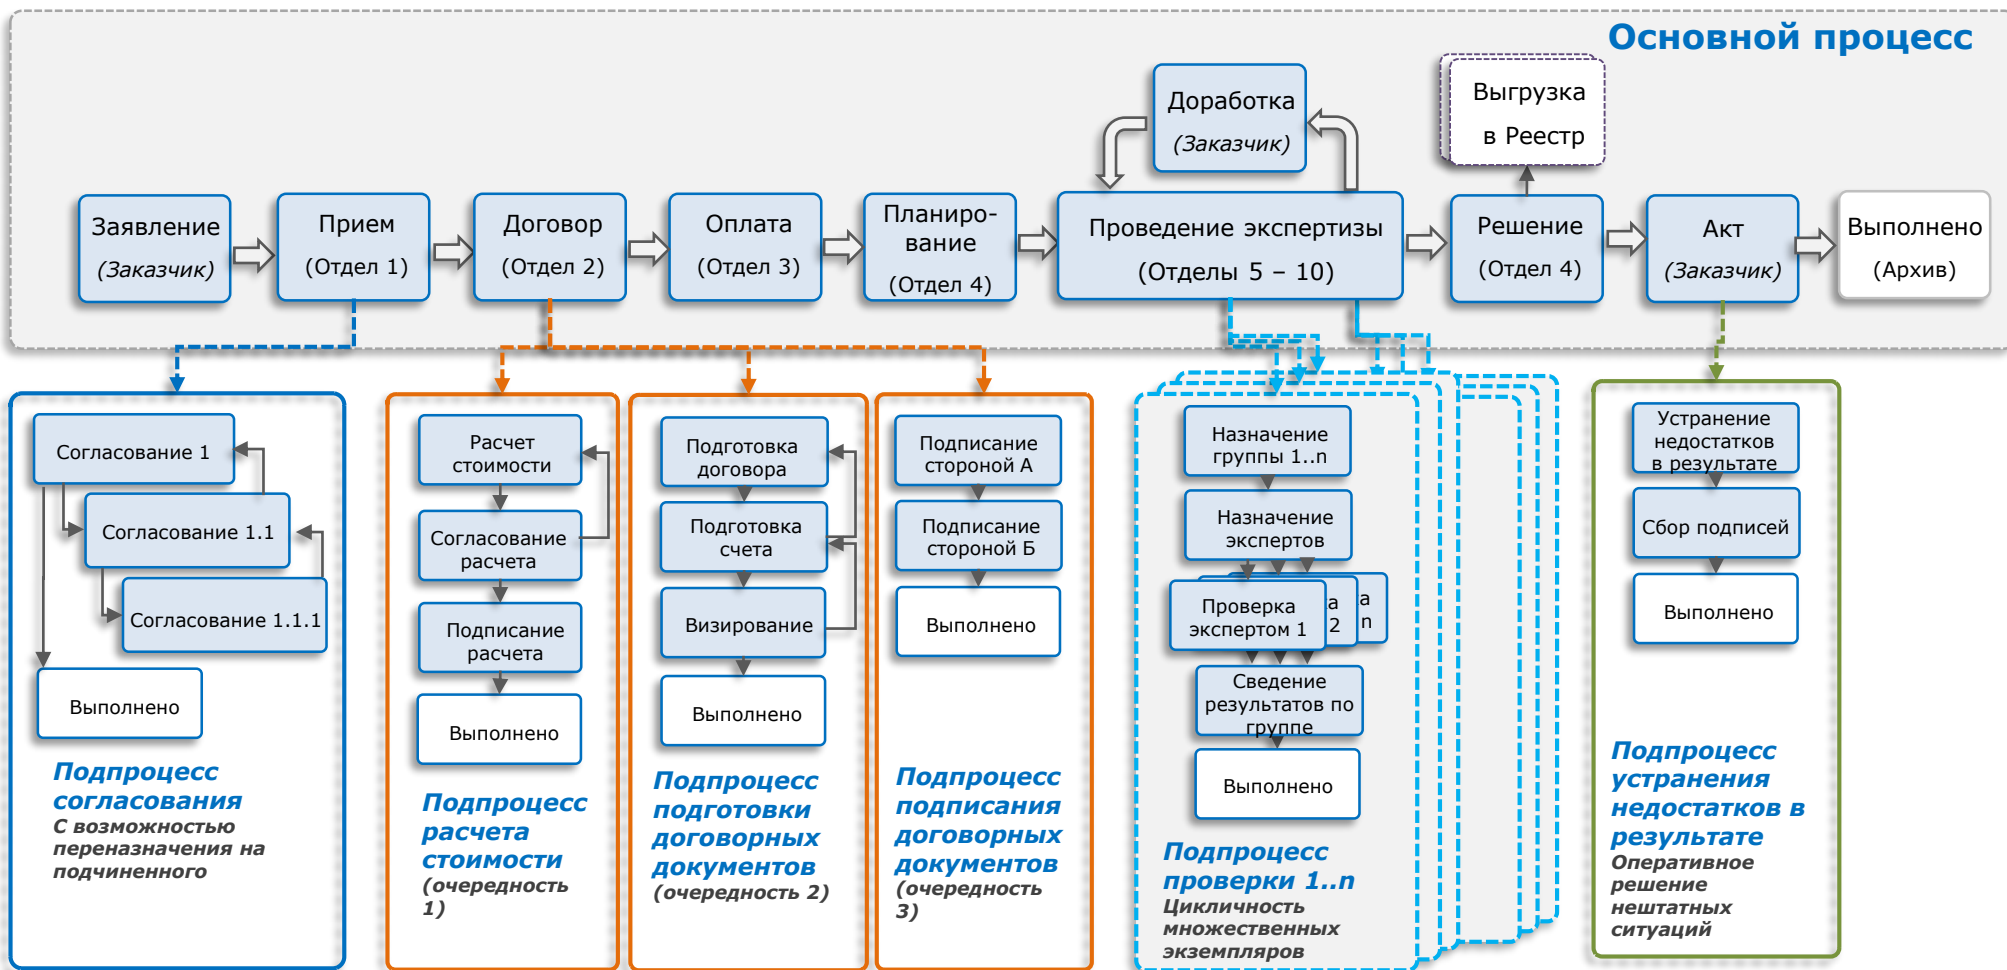 Основной процесс
Доработка
(Заказчик)
Выгрузка
в Реестр
Заявление
(Заказчик)
Прием
(Отдел 1)
Договор
(Отдел 2)
Оплата
(Отдел 3)
Планиро-
вание
(Отдел 4)
Проведение экспертизы
(Отделы 5 – 10)
Решение
(Отдел 4)
Акт
(Заказчик)
Выполнено
(Архив)
Согласование 1
Согласование 1.1
Согласование 1.1.1
Выполнено
Подпроцесс
согласования
С возможностью
переназначения на
подчиненного
Расчет
стоимости
Согласование
расчета
Подписание
расчета
Выполнено
Подпроцесс
расчета
стоимости
(очередность
1)
Подготовка
договора
Подготовка
счета
Визирование
Выполнено
Подпроцесс
подготовки
договорных
документов
(очередность 2)
Подписание
стороной А
Подписание
стороной Б
Выполнено
Подпроцесс
подписания
договорных
документов
(очередность
3)
Назначение
группы 1..n
Назначение
экспертов
Проверка
экспертом 1
а
2
а
n
Сведение
результатов по
группе
Выполнено
Подпроцесс
проверки 1..n
Цикличность
множественных
экземпляров
Устранение
недостатков
в результате
Сбор подписей
Выполнено
Подпроцесс
устранения
недостатков в
результате
Оперативное
решение
нештатных
ситуаций